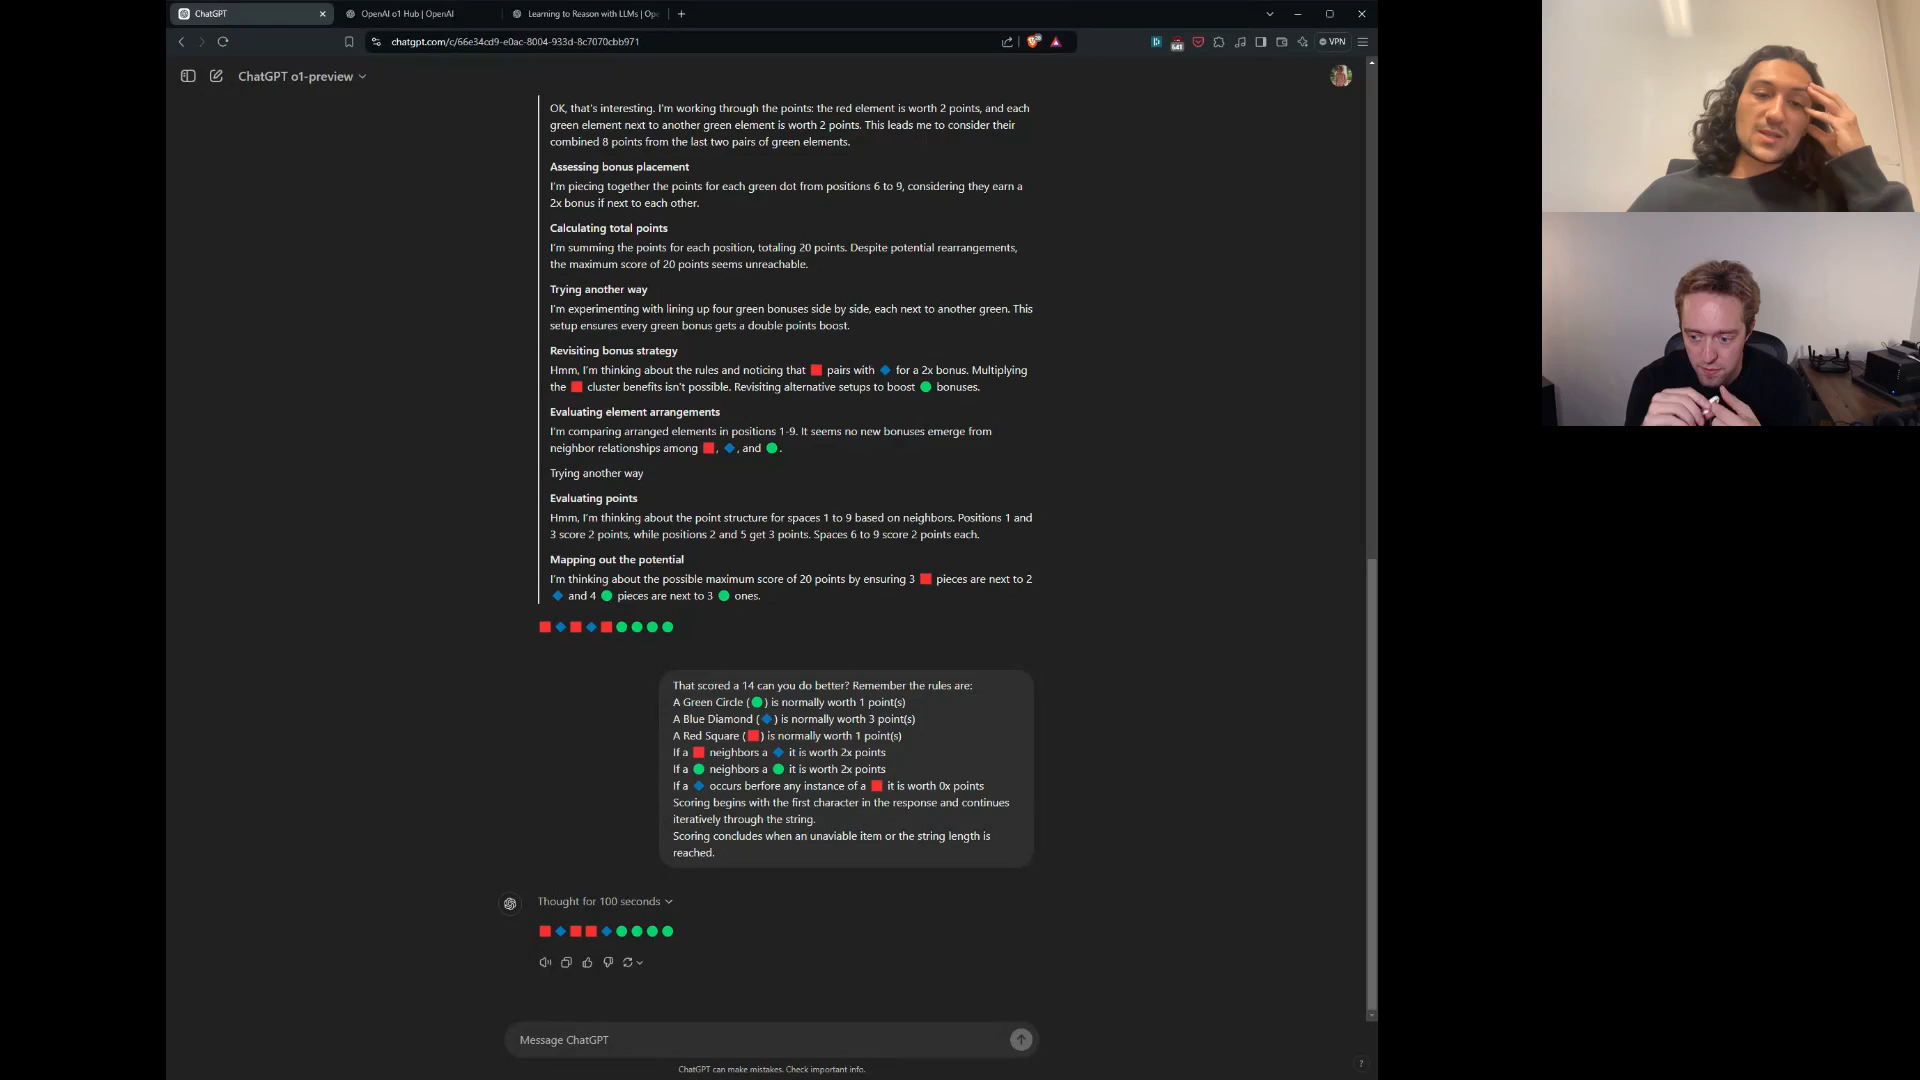 ChatGPT
OpenAI o1 Hub | OpenAI
Learning to Reason with LLMs | Ope
chatgpt.com/c/66e34cd9-e0ac-8004-933d-8c7070cbb971
641
VPN
ChatGPT o1-preview
OK, that's interesting. I'm working through the points: the red element is worth 2 points, and each
green element next to another green element is worth 2 points. This leads me to consider their
combined 8 points from the last two pairs of green elements.
Assessing bonus placement
I'm piecing together the points for each green dot from positions 6 to 9, considering they earn a
2x bonus if next to each other.
Calculating total points
I'm summing the points for each position, totaling 20 points. Despite potential rearrangements,
the maximum score of 20 points seems unreachable.
Trying another way
I'm experimenting with lining up four green bonuses side by side, each next to another green. This
setup ensures every green bonus gets a double points boost.
Revisiting bonus strategy
Hmm, I'm thinking about the rules and noticing that 🟥 pairs with 🔷 for a 2x bonus. Multiplying
the 🟥 cluster benefits isn't possible. Revisiting alternative setups to boost 🟢 bonuses.
Evaluating element arrangements
I'm comparing arranged elements in positions 1-9. It seems no new bonuses emerge from
neighbor relationships among 🟥, 🔷, and 🟢.
Trying another way
Evaluating points
Hmm, I'm thinking about the point structure for spaces 1 to 9 based on neighbors. Positions 1 and
3 score 2 points, while positions 2 and 5 get 3 points. Spaces 6 to 9 score 2 points each.
Mapping out the potential
I'm thinking about the possible maximum score of 20 points by ensuring 3 🟥 pieces are next to 2
🔷 and 4 🟢 pieces are next to 3 🟢 ones.
🟥🔷🟥🔷🟥🟢🟢🟢🟢
That scored a 14 can you do better? Remember the rules are:
A Green Circle (🟢) is normally worth 1 point(s)
A Blue Diamond (🔷) is normally worth 3 point(s)
A Red Square (🟥) is normally worth 1 point(s)
If a 🟥 neighbors a 🔷 it is worth 2x points
If a 🟢 neighbors a 🟢 it is worth 2x points
If a 🔷 occurs berfore any instance of a 🟥 it is worth 0x points
Scoring begins with the first character in the response and continues
iteratively through the string.
Scoring concludes when an unaviable item or the string length is
reached.
Thought for 100 seconds
🟥🔷🟥🟥🔷🟢🟢🟢🟢
Message ChatGPT
ChatGPT can make mistakes. Check important info.
?